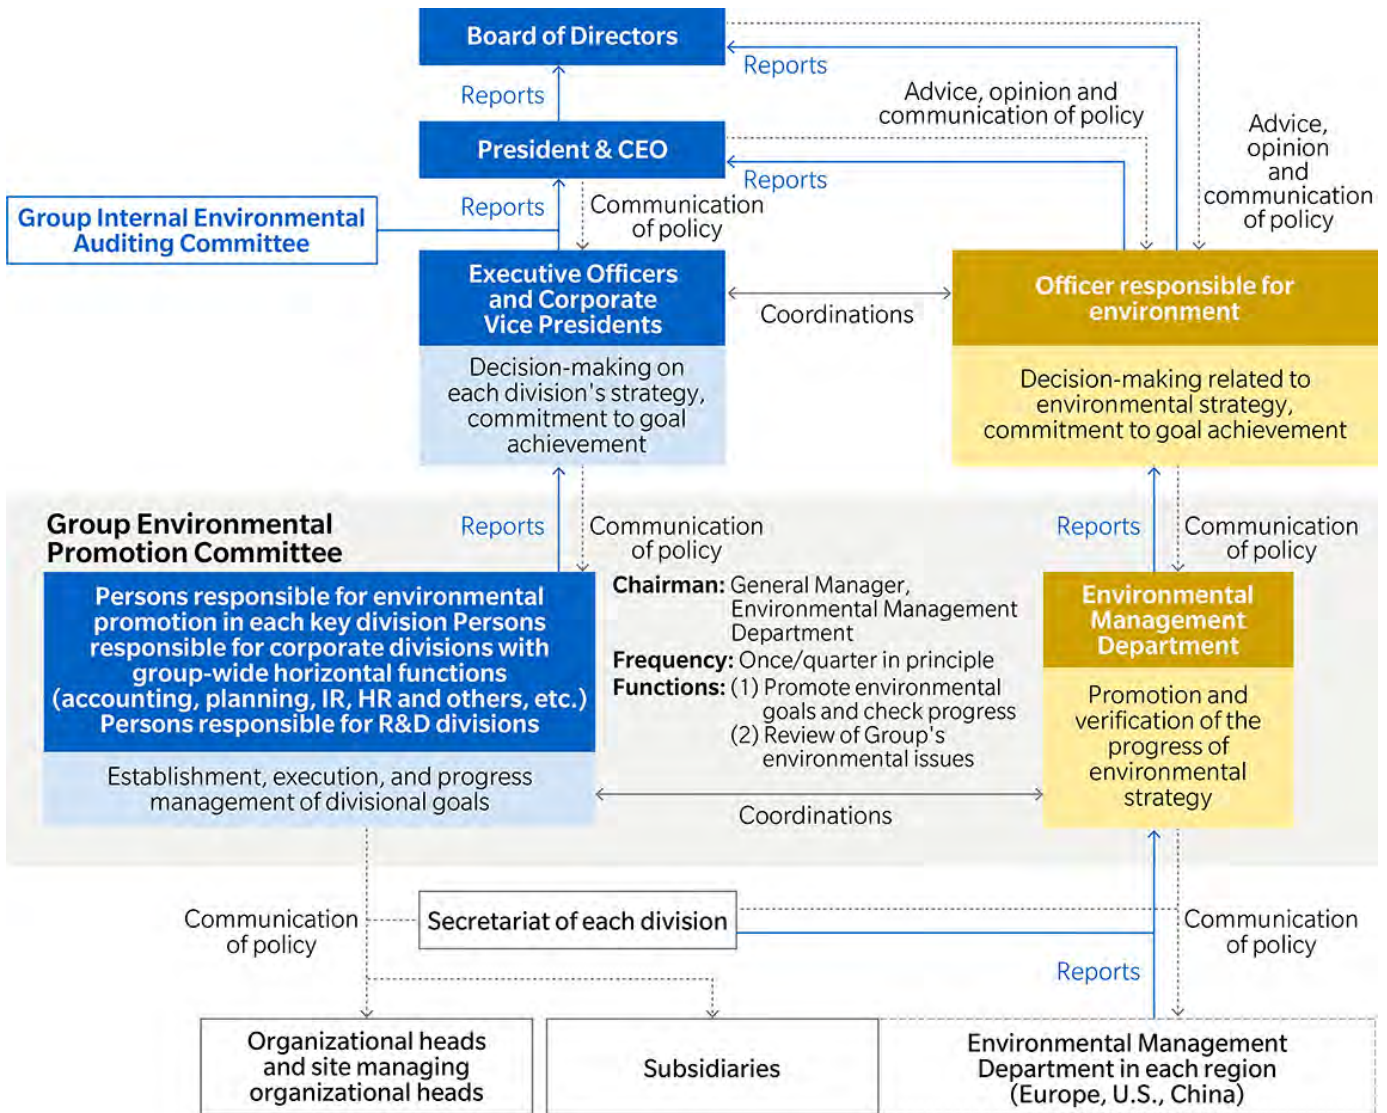 Board of Directors
Reports
Reports
Advice, opinion and
communication of policy
Advice,
opinion
and
communication
of policy
President & CEO
Reports
Reports
Communication
of policy
Group Internal Environmental
Auditing Committee
Executive Officers
and Corporate
Vice Presidents
Coordinations
Officer responsible for
environment
Decision-making on
each division's strategy,
commitment to goal
achievement
Decision-making related to
environmental strategy,
commitment to goal achievement
Group Environmental
Promotion Committee
Reports
Communication
of policy
Reports
Communication
of policy
Persons responsible for environmental
promotion in each key division Persons
responsible for corporate divisions with
group-wide horizontal functions
(accounting, planning, IR, HR and others, etc.)
Persons responsible for R&D divisions
Establishment, execution, and progress
management of divisional goals
Chairman: General Manager,
Environmental Management
Department
Frequency: Once/quarter in principle
Functions: (1) Promote environmental
goals and check progress
(2) Review of Group's
environmental issues
Coordinations
Environmental
Management
Department
Promotion and
verification of the
progress of
environmental
strategy
Communication
of policy
Secretariat of each division
Communication
of policy
Reports
Organizational heads
and site managing
organizational heads
Subsidiaries
Environmental Management
Department in each region
(Europe, U.S., China)